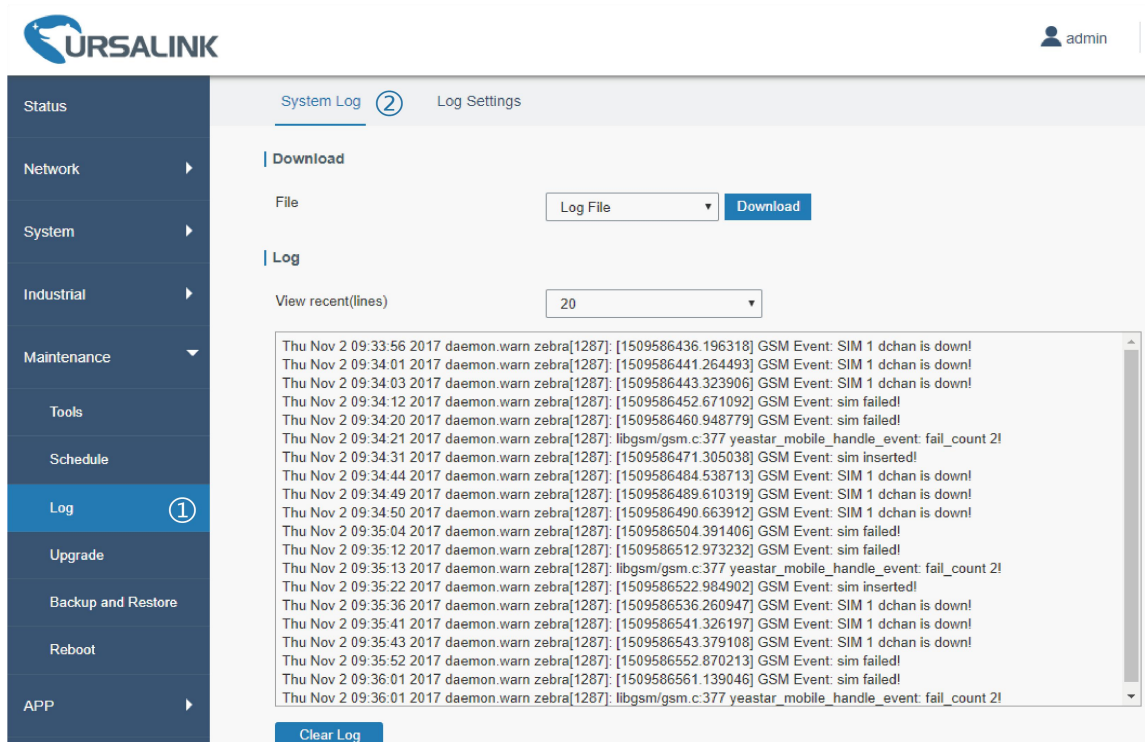 URSALINK
admin
Status
Network
System
Industrial
Maintenance
Tools
Schedule
Log ①
Upgrade
Backup and Restore
Reboot
APP
System Log ② Log Settings
Download
File Log File Download
Log
View recent(lines) 20
Thu Nov 2 09:33:56 2017 daemon.warn zebra[1287]: [1509586436.196318] GSM Event: SIM 1 dchan is down!
Thu Nov 2 09:34:01 2017 daemon.warn zebra[1287]: [1509586441.264493] GSM Event: SIM 1 dchan is down!
Thu Nov 2 09:34:03 2017 daemon.warn zebra[1287]: [1509586443.323906] GSM Event: SIM 1 dchan is down!
Thu Nov 2 09:34:12 2017 daemon.warn zebra[1287]: [1509586452.671092] GSM Event: sim failed!
Thu Nov 2 09:34:20 2017 daemon.warn zebra[1287]: [1509586460.948779] GSM Event: sim failed!
Thu Nov 2 09:34:21 2017 daemon.warn zebra[1287]: libgsm/gsm.c:377 yeastar_mobile_handle_event: fail_count 2!
Thu Nov 2 09:34:31 2017 daemon.warn zebra[1287]: [1509586471.305038] GSM Event: sim inserted!
Thu Nov 2 09:34:44 2017 daemon.warn zebra[1287]: [1509586484.538713] GSM Event: SIM 1 dchan is down!
Thu Nov 2 09:34:49 2017 daemon.warn zebra[1287]: [1509586489.610319] GSM Event: SIM 1 dchan is down!
Thu Nov 2 09:34:50 2017 daemon.warn zebra[1287]: [1509586490.663912] GSM Event: SIM 1 dchan is down!
Thu Nov 2 09:35:04 2017 daemon.warn zebra[1287]: [1509586504.391406] GSM Event: sim failed!
Thu Nov 2 09:35:12 2017 daemon.warn zebra[1287]: [1509586512.973232] GSM Event: sim failed!
Thu Nov 2 09:35:13 2017 daemon.warn zebra[1287]: libgsm/gsm.c:377 yeastar_mobile_handle_event: fail_count 2!
Thu Nov 2 09:35:22 2017 daemon.warn zebra[1287]: [1509586522.984902] GSM Event: sim inserted!
Thu Nov 2 09:35:36 2017 daemon.warn zebra[1287]: [1509586536.260947] GSM Event: SIM 1 dchan is down!
Thu Nov 2 09:35:41 2017 daemon.warn zebra[1287]: [1509586541.326197] GSM Event: SIM 1 dchan is down!
Thu Nov 2 09:35:43 2017 daemon.warn zebra[1287]: [1509586543.379108] GSM Event: SIM 1 dchan is down!
Thu Nov 2 09:35:52 2017 daemon.warn zebra[1287]: [1509586552.870213] GSM Event: sim failed!
Thu Nov 2 09:36:01 2017 daemon.warn zebra[1287]: [1509586561.139046] GSM Event: sim failed!
Thu Nov 2 09:36:01 2017 daemon.warn zebra[1287]: libgsm/gsm.c:377 yeastar_mobile_handle_event: fail_count 2!
Clear Log